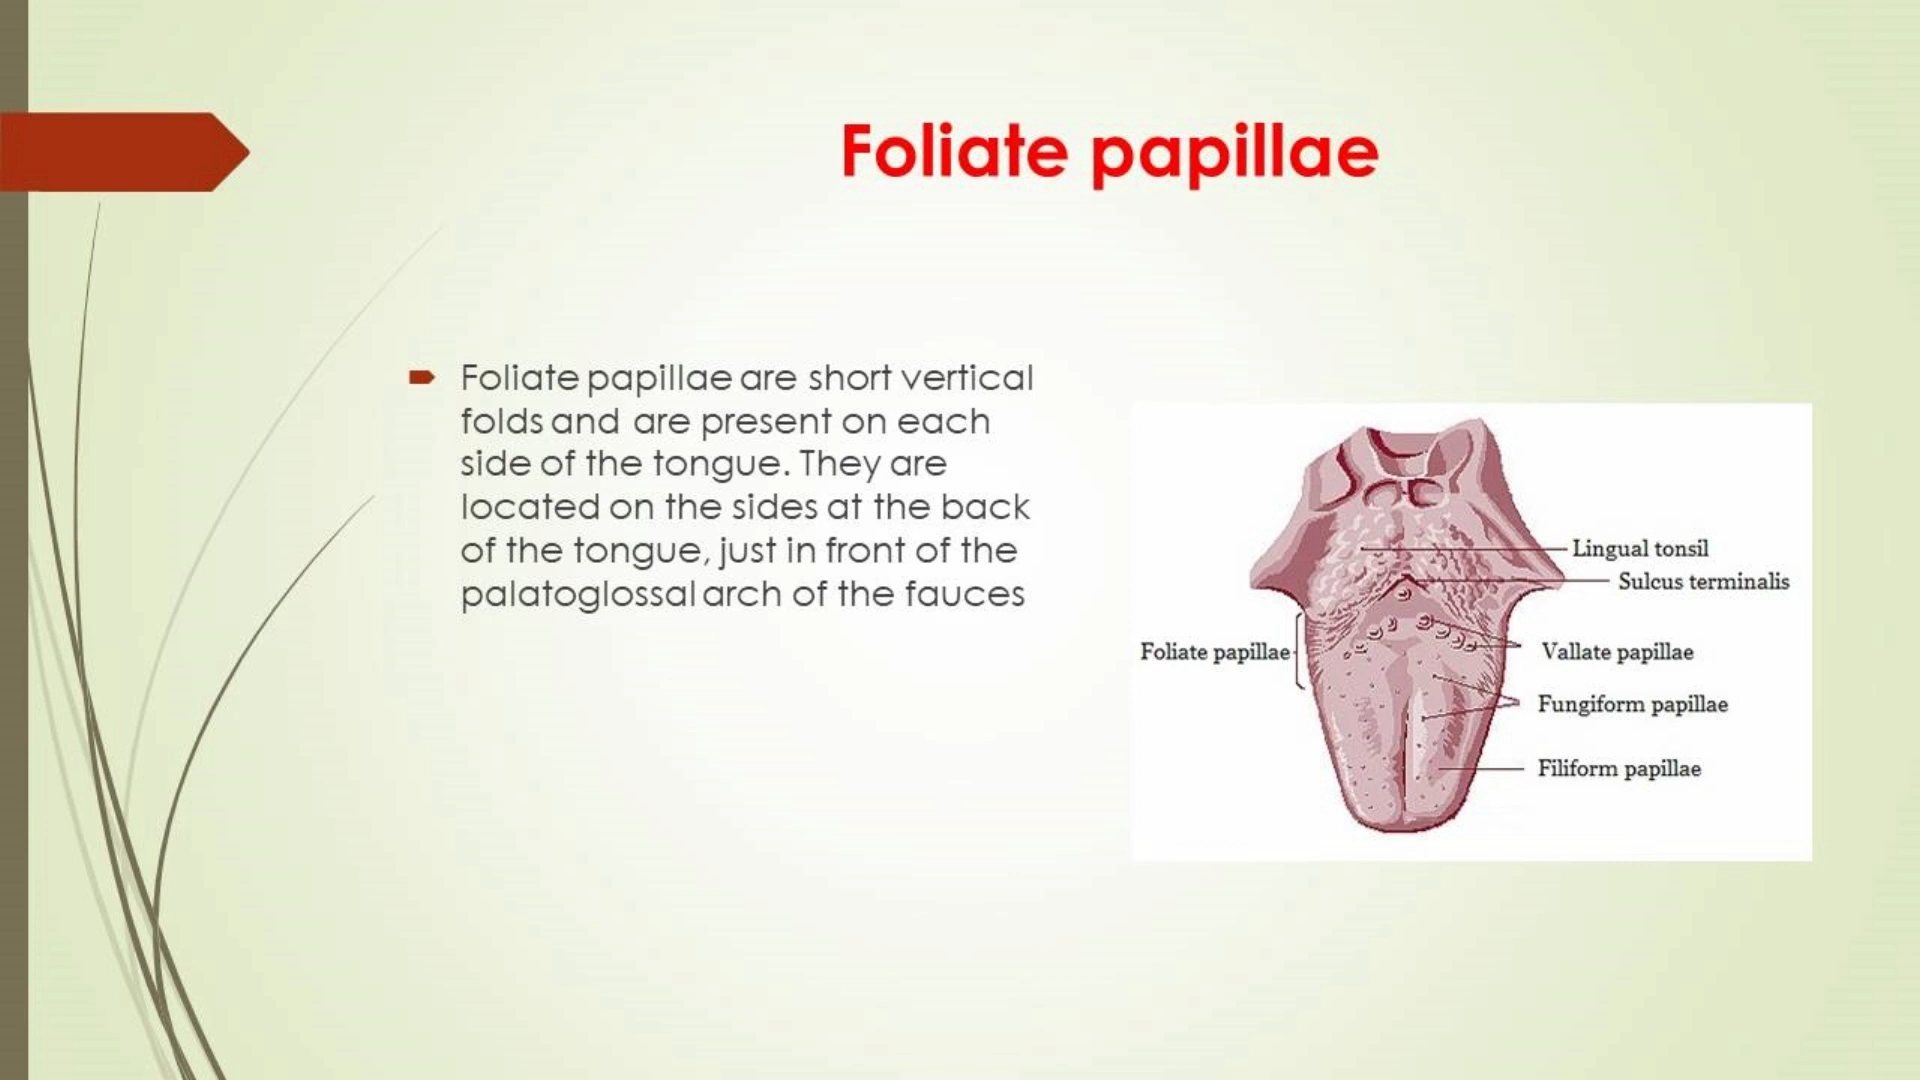 Foliate papillae
Foliate papillae are short vertical
folds and are present on each
side of the tongue. They are
located on the sides at the back
of the tongue, just in front of the
palatoglossal arch of the fauces
Lingual tonsil
Sulcus terminalis
Foliate papillae
Vallate papillae
Fungiform papillae
Filiform papillae